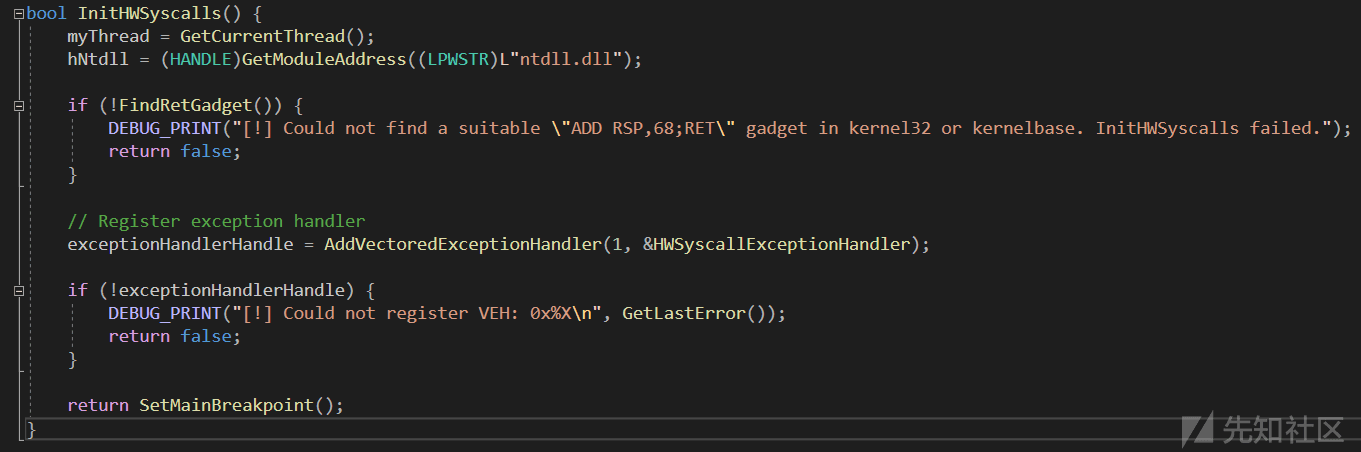 bool InitHWSyscalls() {
    myThread = GetCurrentThread();
    hNtdll = (HANDLE)GetModuleAddress((LPWSTR)L"ntdll.dll");

    if (!FindRetGadget()) {
        DEBUG_PRINT("[!] Could not find a suitable \"ADD RSP,68;RET\" gadget in kernel32 or kernelbase. InitHWSyscalls failed.");
        return false;
    }

    // Register exception handler
    exceptionHandlerHandle = AddVectoredExceptionHandler(1, &HWSyscallExceptionHandler);

    if (!exceptionHandlerHandle) {
        DEBUG_PRINT("[!] Could not register VEH: 0x%X\n", GetLastError());
        return false;
    }

    return SetMainBreakpoint();
}
先知社区